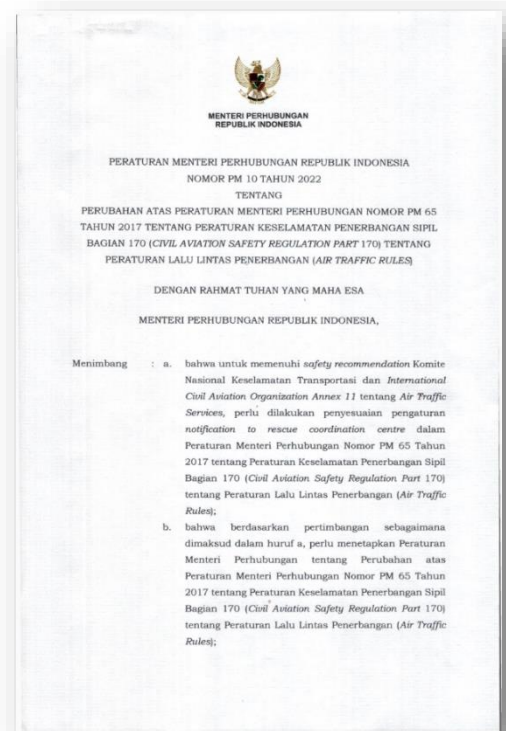 MENTERI PERHUBUNGAN
REPUBLIK INDONESIA
PERATURAN MENTERI PERHUBUNGAN REPUBLIK INDONESIA
NOMOR PM 10 TAHUN 2022
TENTANG
PERUBAHAN ATAS PERATURAN MENTERI PERHUBUNGAN NOMOR PM 65
TAHUN 2017 TENTANG PERATURAN KESELAMATAN PENERBANGAN SIPIL
BAGIAN 170 (CIVIL AVIATION SAFETY REGULATION PART 170) TENTANG
PERATURAN LALU LINTAS PENERBANGAN (AIR TRAFFIC RULES)
DENGAN RAHMAT TUHAN YANG MAHA ESA
MENTERI PERHUBUNGAN REPUBLIK INDONESIA,
Menimbang : a. bahwa untuk memenuhi safety recommendation Komite
Nasional Keselamatan Transportasi dan International
Civil Aviation Organization Annex 11 tentang Air Traffic
Services, perlu dilakukan penyesuaian pengaturan
notification to rescue coordination centre dalam
Peraturan Menteri Perhubungan Nomor PM 65 Tahun
2017 tentang Peraturan Keselamatan Penerbangan Sipil
Bagian 170 (Civil Aviation Safety Regulation Part 170)
tentang Peraturan Lalu Lintas Penerbangan (Air Traffic
Rules);
b. bahwa berdasarkan pertimbangan sebagaimana
dimaksud dalam huruf a, perlu menetapkan Peraturan
Menteri Perhubungan tentang Perubahan atas
Peraturan Menteri Perhubungan Nomor PM 65 Tahun
2017 tentang Peraturan Keselamatan Penerbangan Sipil
Bagian 170 (Civil Aviation Safety Regulation Part 170)
tentang Peraturan Lalu Lintas Penerbangan (Air Traffic
Rules);